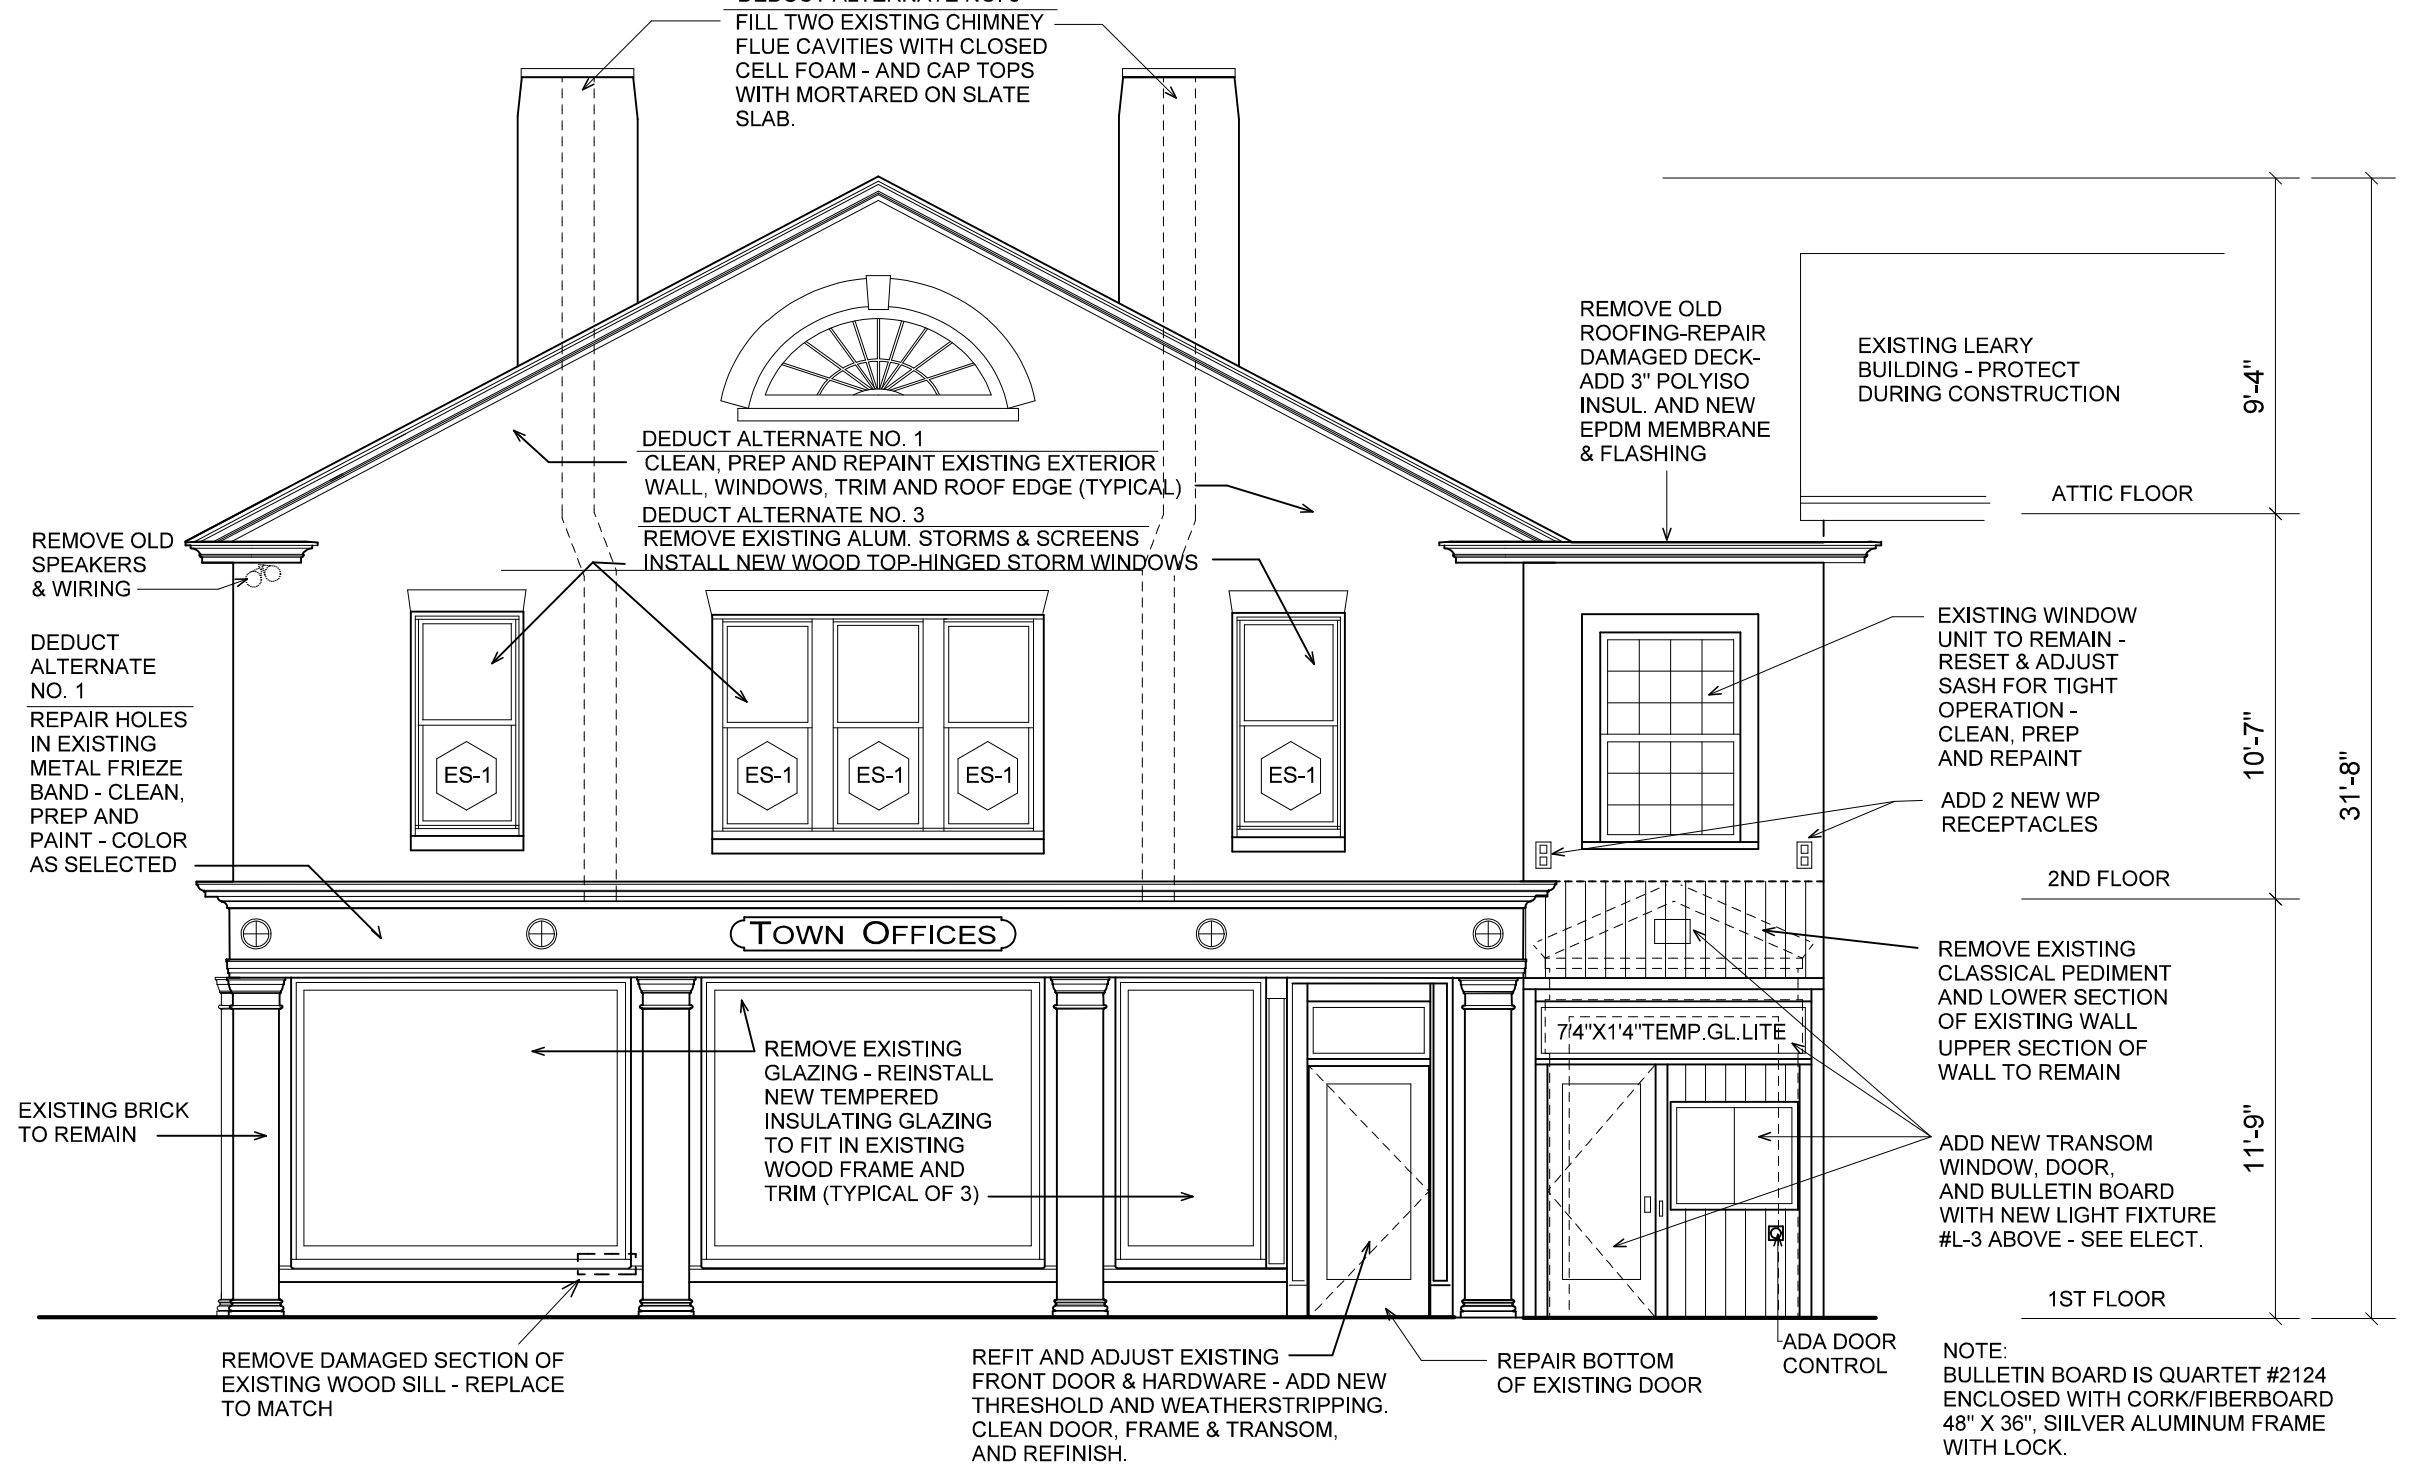 FILL TWO EXISTING CHIMNEY
FLUE CAVITIES WITH CLOSED
CELL FOAM - AND CAP TOPS
WITH MORTARED ON SLATE
SLAB.
REMOVE OLD
ROOFING-REPAIR
DAMAGED DECK-
ADD 3" POLYISO
INSUL. AND NEW
EPDM MEMBRANE
& FLASHING
EXISTING LEARY
BUILDING - PROTECT
DURING CONSTRUCTION
9'-4"
ATTIC FLOOR
DEDUCT ALTERNATE NO. 1
CLEAN, PREP AND REPAINT EXISTING EXTERIOR
WALL, WINDOWS, TRIM AND ROOF EDGE (TYPICAL)
DEDUCT ALTERNATE NO. 3
REMOVE EXISTING ALUM. STORMS & SCREENS
INSTALL NEW WOOD TOP-HINGED STORM WINDOWS
REMOVE OLD
SPEAKERS
& WIRING
DEDUCT
ALTERNATE
NO. 1
REPAIR HOLES
IN EXISTING
METAL FRIEZE
BAND - CLEAN,
PREP AND
PAINT - COLOR
AS SELECTED
ES-1
ES-1
ES-1
ES-1
ES-1
EXISTING WINDOW
UNIT TO REMAIN -
RESET & ADJUST
SASH FOR TIGHT
OPERATION -
CLEAN, PREP
AND REPAINT
ADD 2 NEW WP
RECEPTACLES
10'-7"
31'-8"
2ND FLOOR
TOWN OFFICES
REMOVE EXISTING
CLASSICAL PEDIMENT
AND LOWER SECTION
OF EXISTING WALL
UPPER SECTION OF
WALL TO REMAIN
7'4"X1'4"TEMP.GL.LITE
REMOVE EXISTING
GLAZING - REINSTALL
NEW TEMPERED
INSULATING GLAZING
TO FIT IN EXISTING
WOOD FRAME AND
TRIM (TYPICAL OF 3)
EXISTING BRICK
TO REMAIN
11'-9"
ADD NEW TRANSOM
WINDOW, DOOR,
AND BULLETIN BOARD
WITH NEW LIGHT FIXTURE
#L-3 ABOVE - SEE ELECT.
1ST FLOOR
REMOVE DAMAGED SECTION OF
EXISTING WOOD SILL - REPLACE
TO MATCH
REFIT AND ADJUST EXISTING
FRONT DOOR & HARDWARE - ADD NEW
THRESHOLD AND WEATHERSTRIPPING.
CLEAN DOOR, FRAME & TRANSOM,
AND REFINISH.
REPAIR BOTTOM
OF EXISTING DOOR
ADA DOOR
CONTROL
NOTE:
BULLETIN BOARD IS QUARTET #2124
ENCLOSED WITH CORK/FIBERBOARD
48" X 36", SIILVER ALUMINUM FRAME
WITH LOCK.